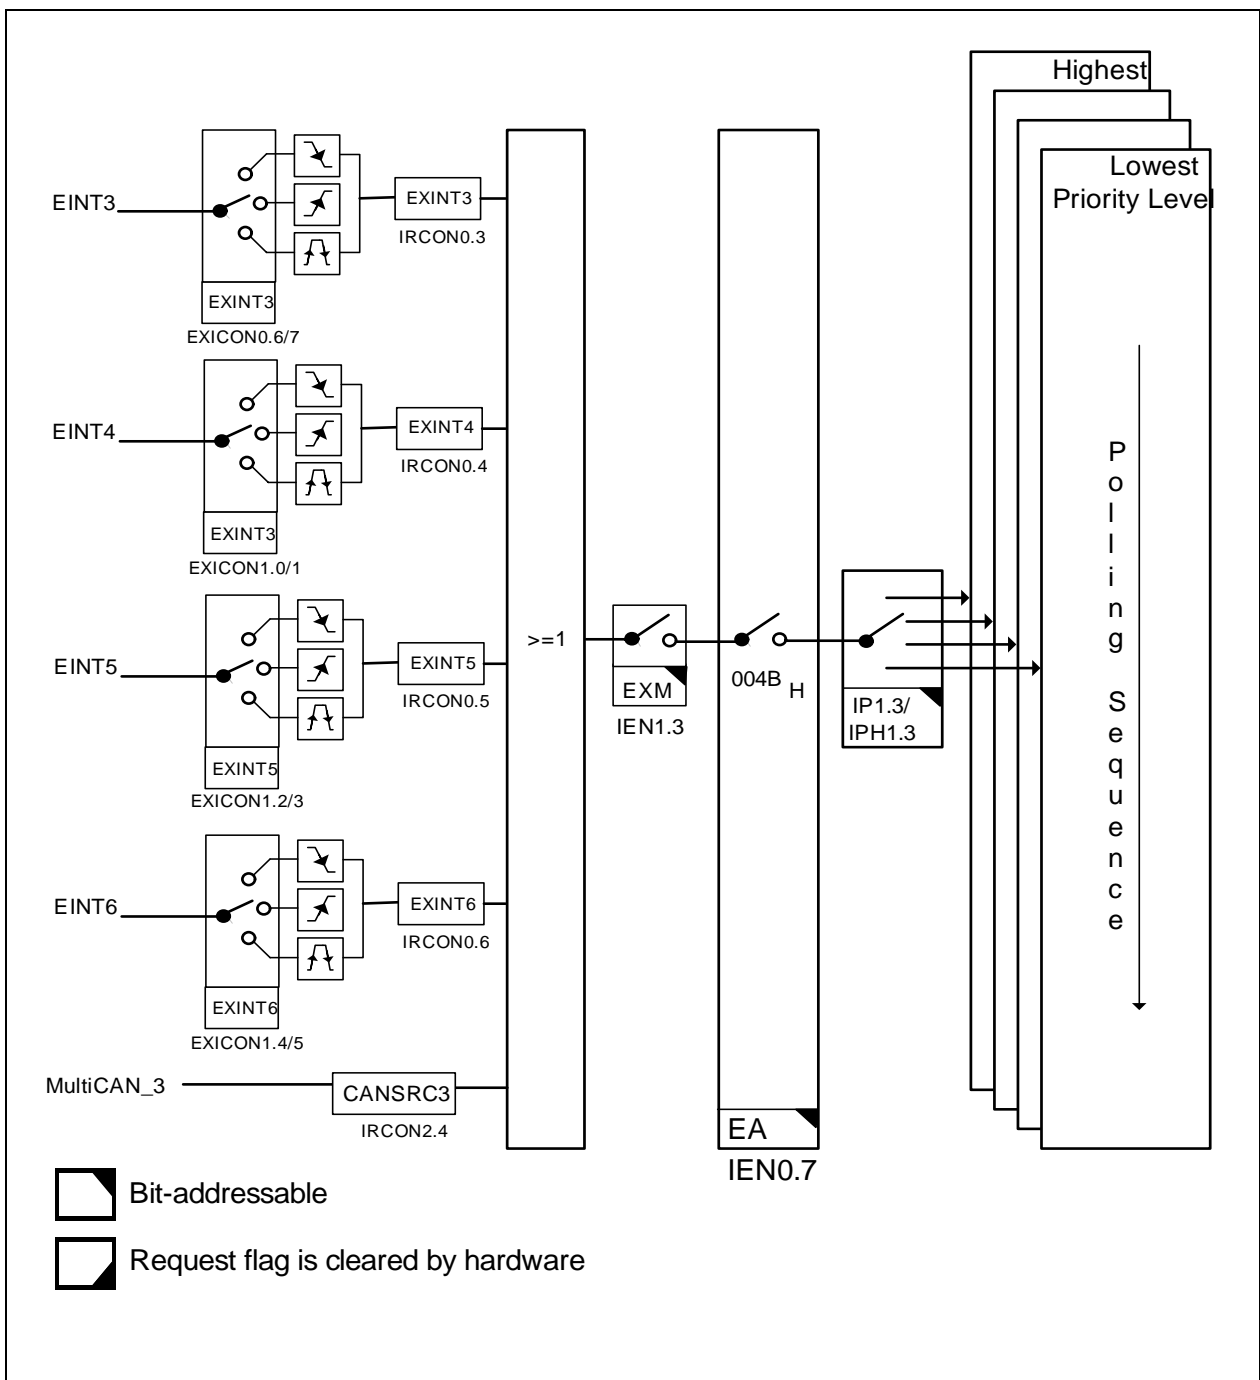 Highest
Lowest
Priority Level
EINT3
EXINT3
IRCON0.3
EXINT3
EXICON0.6/7
EINT4
EXINT4
IRCON0.4
EXINT3
EXICON1.0/1
EINT5
EXINT5
IRCON0.5
EXINT5
EXICON1.2/3
EINT6
EXINT6
IRCON0.6
EXINT6
EXICON1.4/5
MultiCAN_3
CANSRC3
IRCON2.4
>=1
EXM
IEN1.3
004B H
EA
IEN0.7
IP1.3/
IPH1.3
Polling Sequence
Bit-addressable
Request flag is cleared by hardware